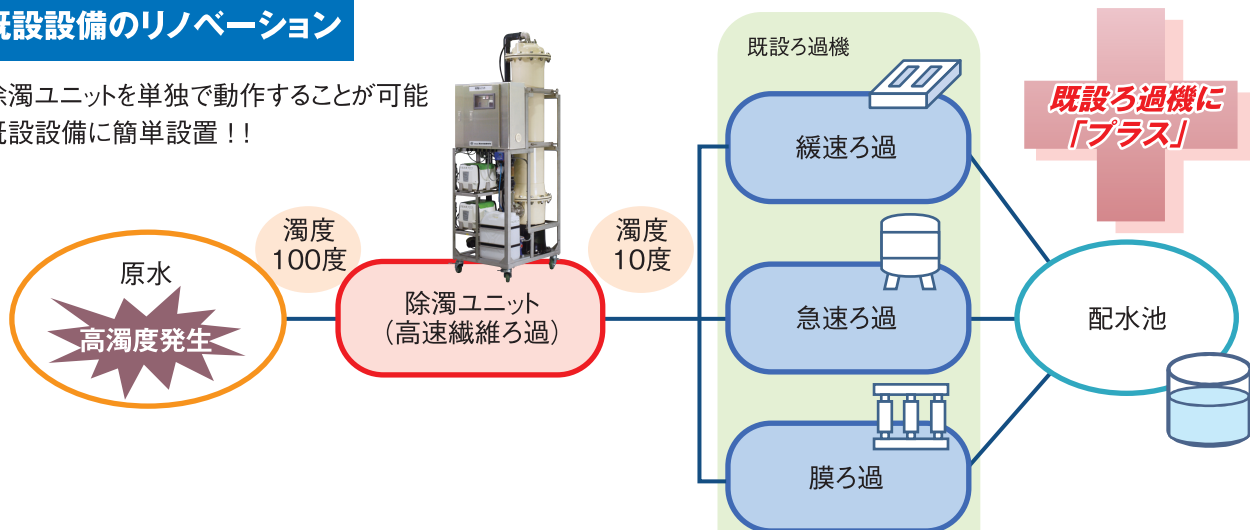 既設設備のリノベーション
除濁ユニットを単独で動作することが可能
既設設備に簡単設置!!
既設ろ過機
既設ろ過機に
「プラス」
緩速ろ過
濁度
100度
濁度
10度
原水
高濁度発生
除濁ユニット
(高速繊維ろ過)
急速ろ過
配水池
膜ろ過